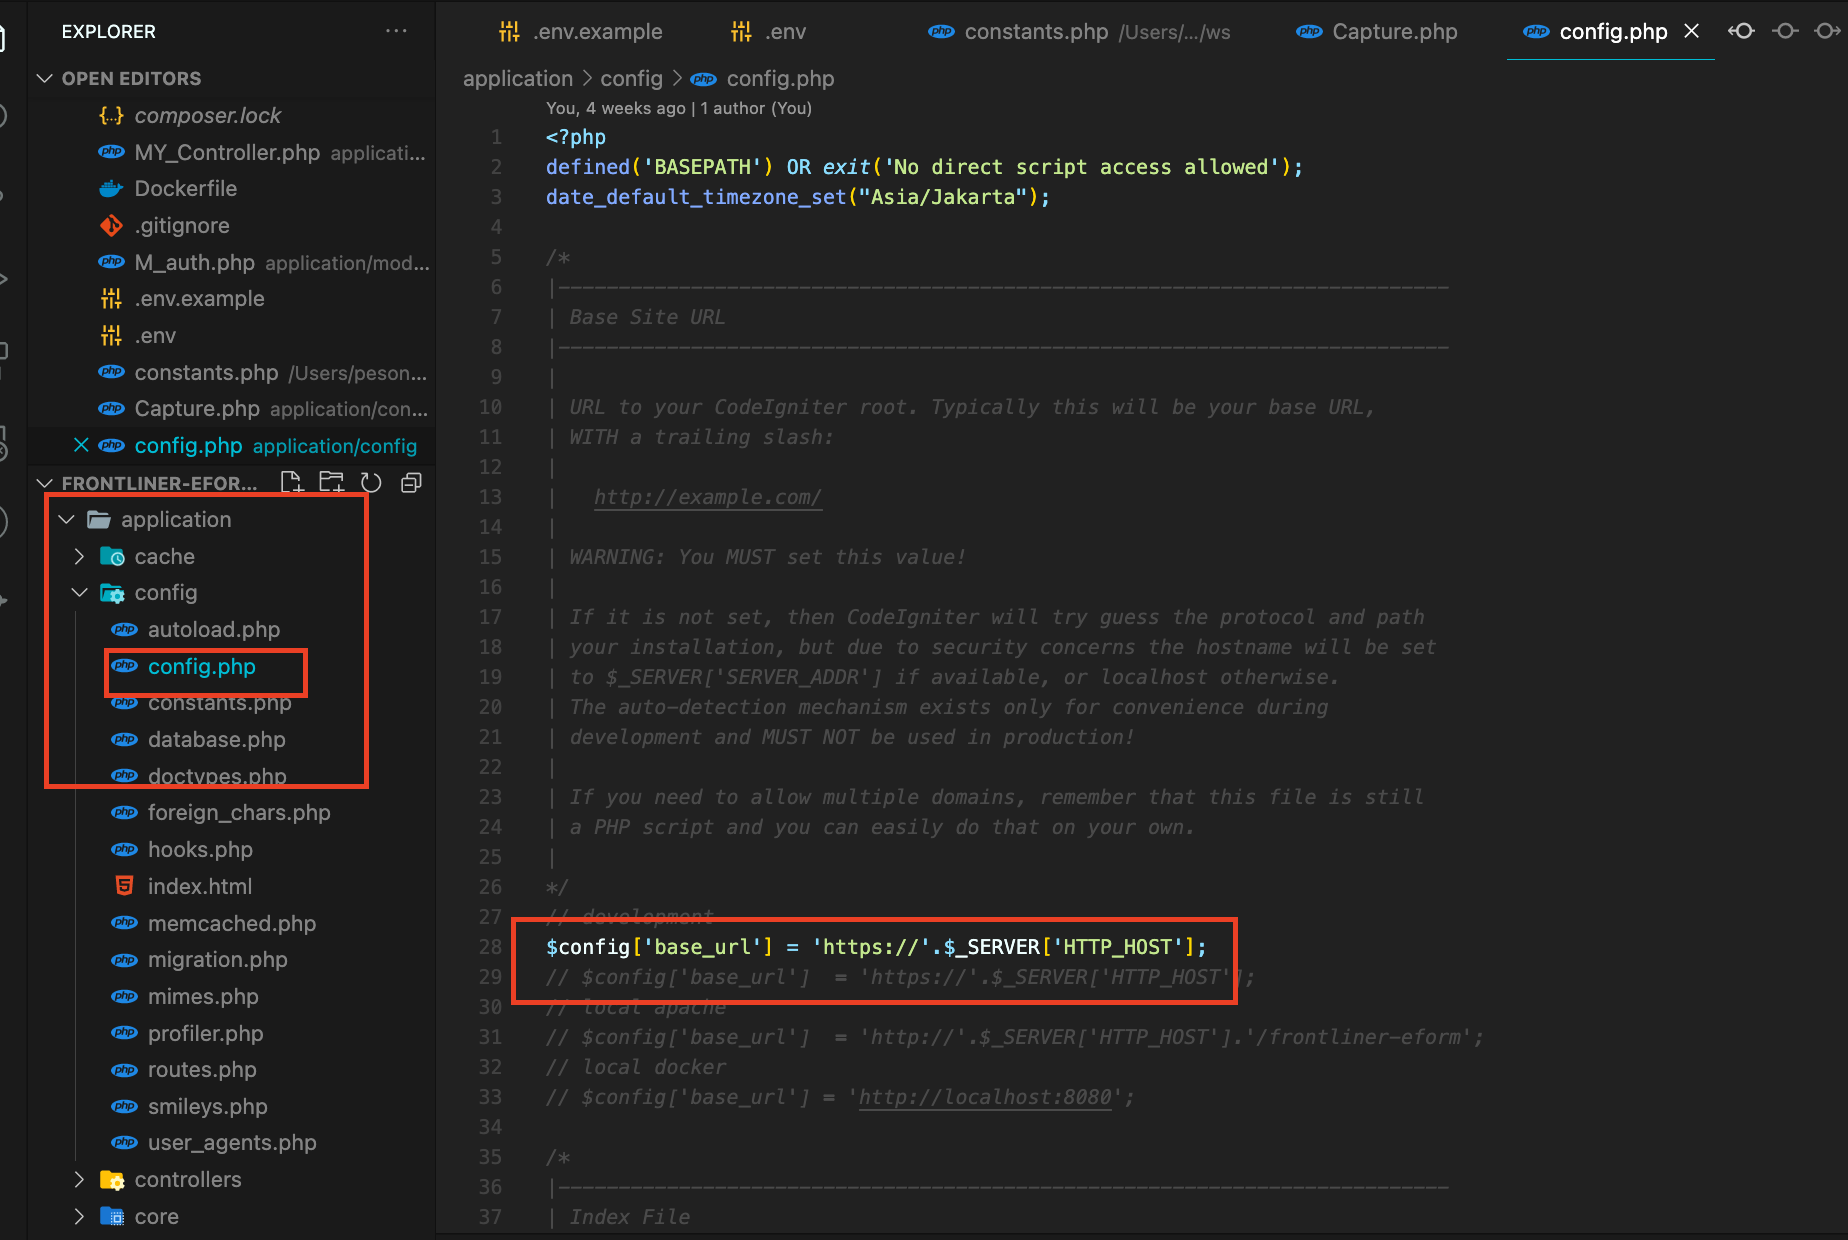 EXPLORER
OPEN EDITORS
composer.lock
MY_Controller.php applicati...
Dockerfile
.gitignore
M_auth.php application/mod...
.env.example
.env
constants.php /Users/peson...
Capture.php application/con...
config.php application/config
FRONTLINER-EFOR...
application
cache
config
autoload.php
config.php
constants.php
database.php
doctypes.php
foreign_chars.php
hooks.php
index.html
memcached.php
migration.php
mimes.php
profiler.php
routes.php
smileys.php
user_agents.php
controllers
core
.env.example .env constants.php /Users/.../ws Capture.php config.php
application > config > config.php
You, 4 weeks ago | 1 author (You)
1 <?php
2 defined('BASEPATH') OR exit('No direct script access allowed');
3 date_default_timezone_set("Asia/Jakarta");
4
5 /*
6 |--------------------------------------------------------------------------
7 | Base Site URL
8 |--------------------------------------------------------------------------
9 |
10 | URL to your CodeIgniter root. Typically this will be your base URL,
11 | WITH a trailing slash:
12 |
13 | http://example.com/
14 |
15 | WARNING: You MUST set this value!
16 |
17 | If it is not set, then CodeIgniter will try guess the protocol and path
18 | your installation, but due to security concerns the hostname will be set
19 | to $_SERVER['SERVER_ADDR'] if available, or localhost otherwise.
20 | The auto-detection mechanism exists only for convenience during
21 | development and MUST NOT be used in production!
22 |
23 | If you need to allow multiple domains, remember that this file is still
24 | a PHP script and you can easily do that on your own.
25 |
26 */
27 // development
28 $config['base_url'] = 'https://'.$_SERVER['HTTP_HOST'];
29 // $config['base_url'] = 'https://'.$_SERVER['HTTP_HOST'];
30 // local apache
31 // $config['base_url'] = 'http://'.$_SERVER['HTTP_HOST'].'/frontliner-eform';
32 // local docker
33 // $config['base_url'] = 'http://localhost:8080';
34
35 /*
36 |--------------------------------------------------------------------------
37 | Index File